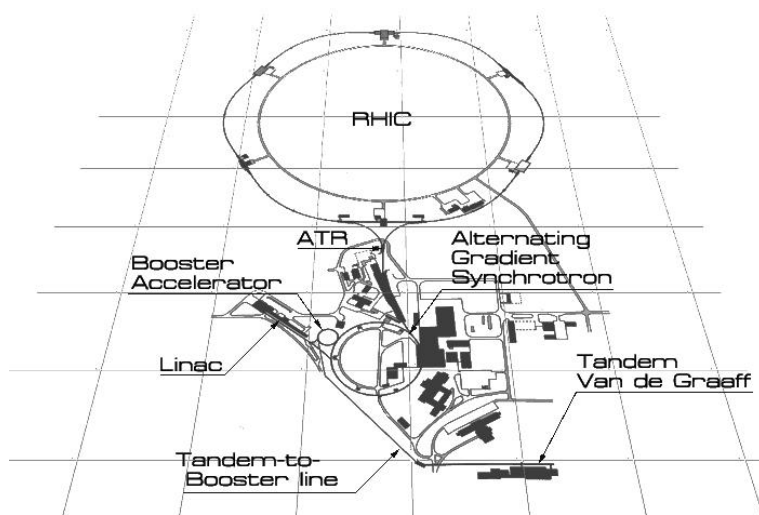 RHIC
ATR
Alternating
Gradient
Synchrotron
Booster
Accelerator
Linac
Tandem
Van de Graaff
Tandem-to-
Booster line